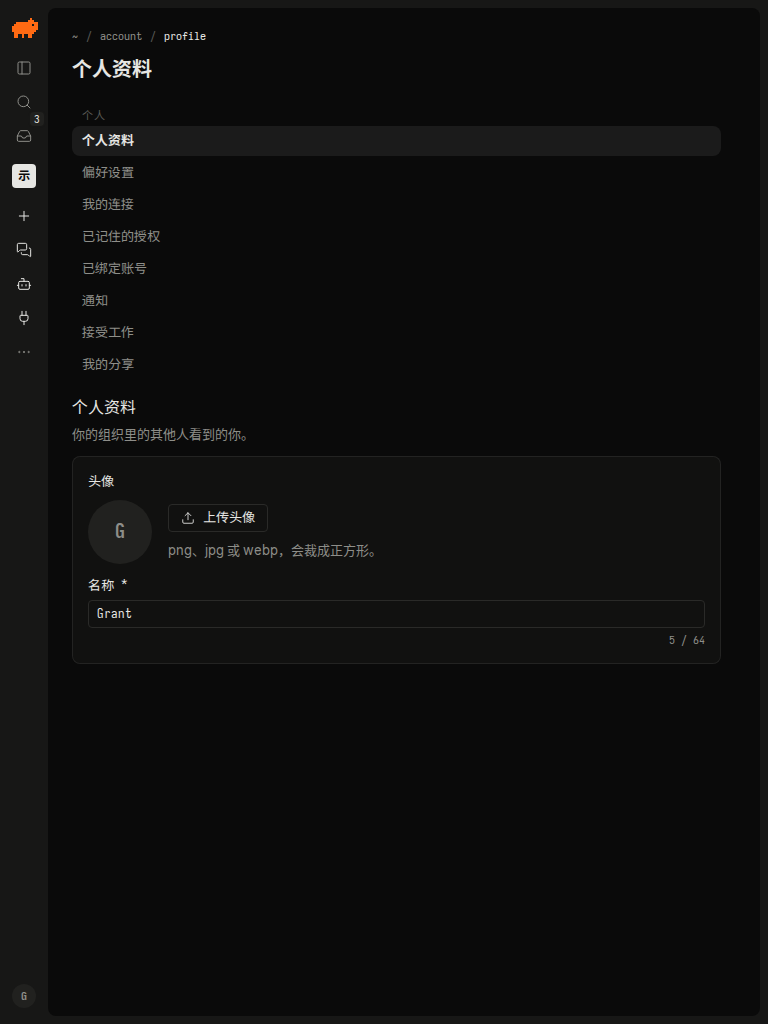 ~ / account / profile
个人资料
3
示
个人
个人资料
偏好设置
我的连接
已记住的授权
已绑定账号
通知
接受工作
我的分享
个人资料
你的组织里的其他人看到的你。
头像
G
上传头像
png、jpg 或 webp，会裁成正方形。
名称 *
Grant
5 / 64
G